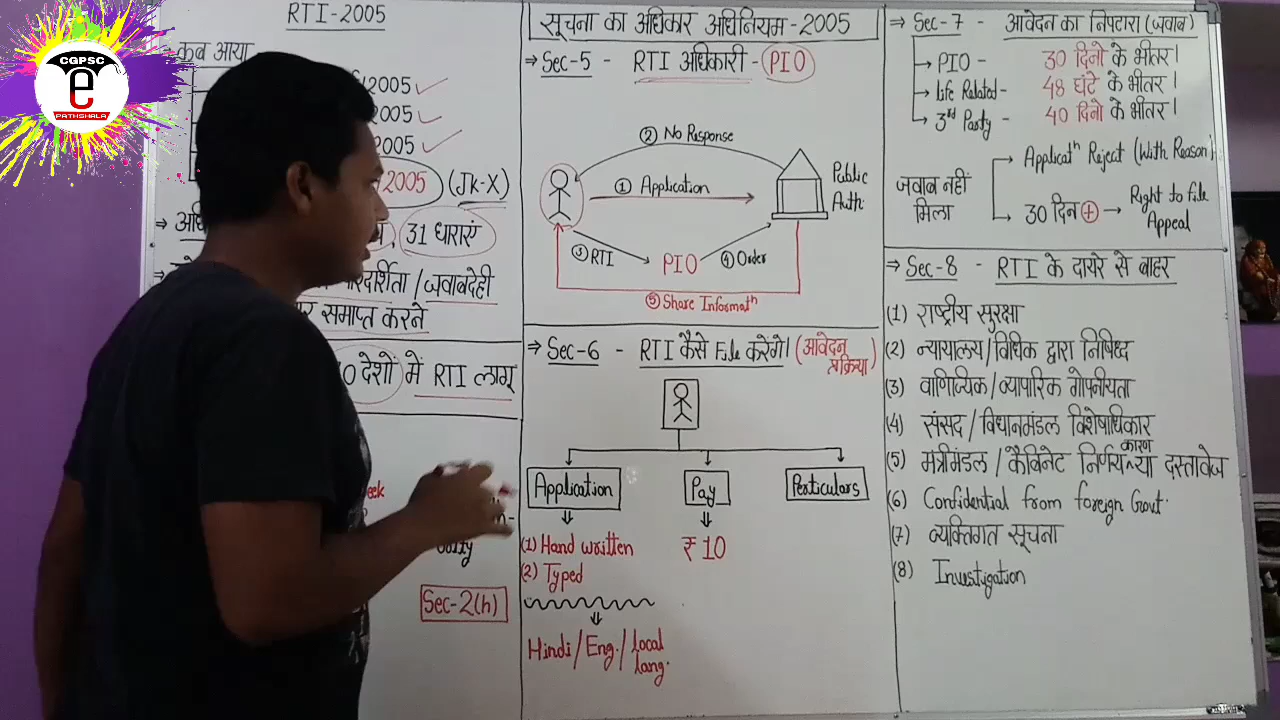 CGPSC
e
PATHSHALA
RTI-2005
⇒ कब आया
2005 ✓
2005 ✓
2005 ✓
2005 (JK-X)
31 धाराएं
/जवाबदेही
समाप्त करने
देशों में RTI लागू
Sec-2(h)
सूचना का अधिकार अधिनियम-2005
⇒ Sec-5 - RTI अधिकारी - PIO
② No Response
① Application
Public
Auth:
③ RTI
PIO
④ Order
⑤ Share Informatn
⇒ Sec-6 - RTI कैसे File करेंगे। (आवेदन
प्रक्रिया)
Application
Pay
Perticulars
(1) Hand written
₹ 10
(2) Typed
Hindi/Eng./Local
lang.
⇒ Sec-7 - आवेदन का निपटारा (जवाब)
PIO - 30 दिनो के भीतर।
Life Related- 48 घंटे के भीतर।
3rd Party - 40 दिनो के भीतर।
Applicatn Reject (With Reason)
जवाब नहीं
मिला
30 दिन + → Right to File
Appeal
⇒ Sec-8 - RTI के दायरे से बाहर
(1) राष्ट्रीय सुरक्षा
(2) न्यायालय/विधिक द्वारा निषिध्द
(3) वाणिज्यिक/व्यापारिक गोपनीयता
(4) संसद/विधानमंडल विशेषाधिकार
कारण
(5) मंत्रीमंडल/कैबिनेट निर्णय या दस्तावेज
(6) Confidential from foreign Govt.
(7) व्यक्तिगत सूचना
(8) Investigation